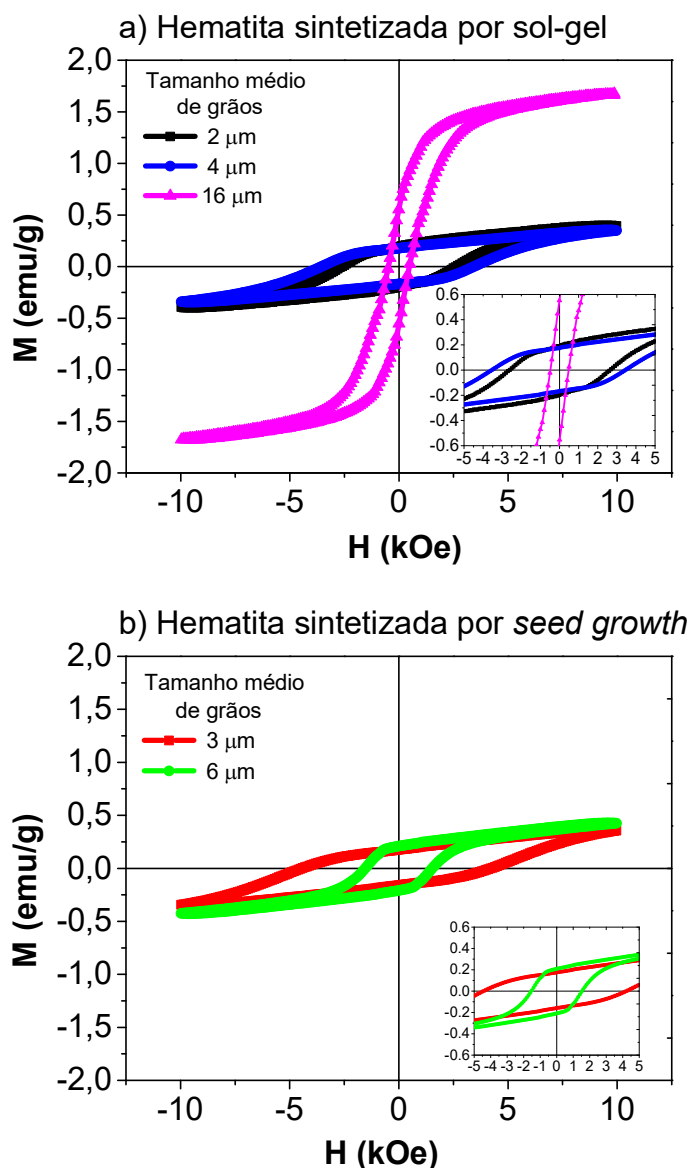 a) Hematita sintetizada por sol-gel
2,0
1,5
1,0
0,5
0,0
-0,5
-1,0
-1,5
-2,0
M (emu/g)
Tamanho médio
de grãos
2 μm
4 μm
16 μm
0.6
0.4
0.2
0.0
-0.2
-0.4
-0.6
-5 -4 -3 -2 -1 0 1 2 3 4 5
-10 -5 0 5 10
H (kOe)
b) Hematita sintetizada por seed growth
2,0
1,5
1,0
0,5
0,0
-0,5
-1,0
-1,5
-2,0
M (emu/g)
Tamanho médio
de grãos
3 μm
6 μm
0.6
0.4
0.2
0.0
-0.2
-0.4
-0.6
-5 -4 -3 -2 -1 0 1 2 3 4 5
-10 -5 0 5 10
H (kOe)